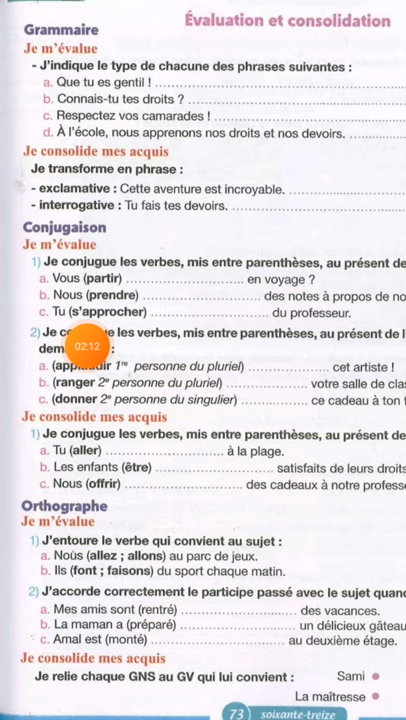 Évaluation et consolidation
Grammaire
Je m'évalue
- J'indique le type de chacune des phrases suivantes :
a. Que tu es gentil ! ........................
b. Connais-tu tes droits ? ........................
c. Respectez vos camarades ! ........................
d. À l'école, nous apprenons nos droits et nos devoirs. ...............
Je consolide mes acquis
Je transforme en phrase :
- exclamative : Cette aventure est incroyable. ........................
- interrogative : Tu fais tes devoirs. ........................
Conjugaison
Je m'évalue
1) Je conjugue les verbes, mis entre parenthèses, au présent de
a. Vous (partir) ........................ en voyage ?
b. Nous (prendre) ........................ des notes à propos de no
c. Tu (s'approcher) ........................ du professeur.
2) Je e les verbes, mis entre parenthèses, au présent de l
02:12 :
a. 1re personne du pluriel) ........................ cet artiste !
b. (ranger 2e personne du pluriel) ........................ votre salle de clas
c. (donner 2e personne du singulier) ........................ ce cadeau à ton
Je consolide mes acquis
1) Je conjugue les verbes, mis entre parenthèses, au présent de
a. Tu (aller) ........................ à la plage.
b. Les enfants (être) ........................ satisfaits de leurs droits
c. Nous (offrir) ........................ des cadeaux à notre profess
Orthographe
Je m'évalue
1) J'entoure le verbe qui convient au sujet :
a. Nous (allez ; allons) au parc de jeux.
b. Ils (font ; faisons) du sport chaque matin.
2) J'accorde correctement le participe passé avec le sujet quand
a. Mes amis sont (rentré) ........................ des vacances.
b. La maman a (préparé) ........................ un délicieux gâteau
c. Amal est (monté) ........................ au deuxième étage.
Je consolide mes acquis
Je relie chaque GNS au GV qui lui convient : Sami •
La maîtresse •
73 soixante-treize